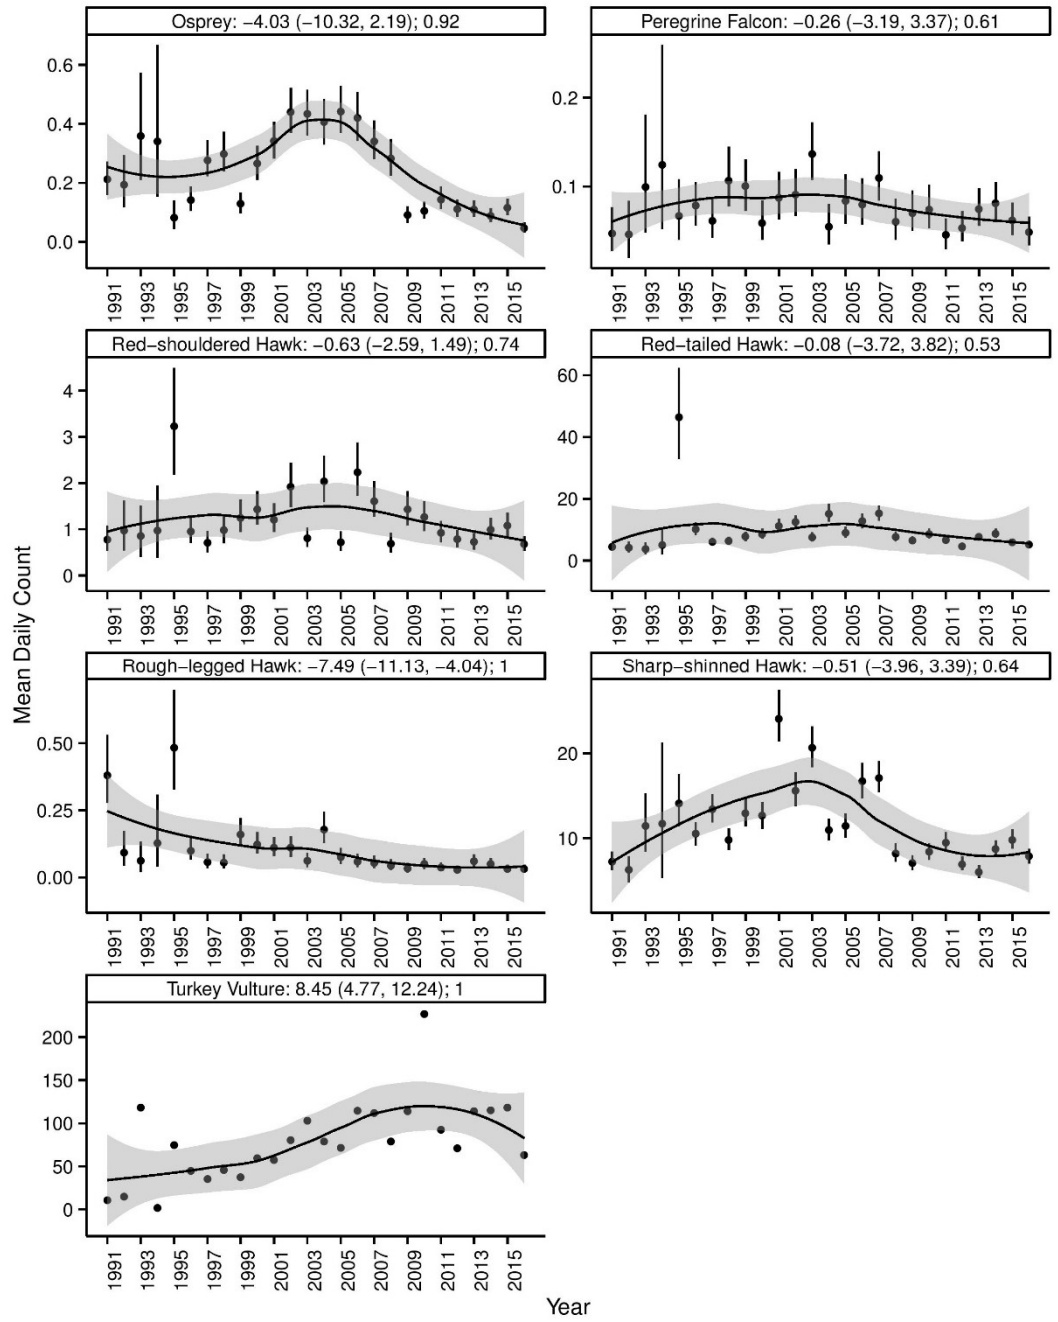 Osprey: −4.03 (−10.32, 2.19); 0.92
0.6
0.4
0.2
0.0
1991 1993 1995 1997 1999 2001 2003 2005 2007 2009 2011 2013 2015
Peregrine Falcon: −0.26 (−3.19, 3.37); 0.61
0.2
0.1
1991 1993 1995 1997 1999 2001 2003 2005 2007 2009 2011 2013 2015
Red−shouldered Hawk: −0.63 (−2.59, 1.49); 0.74
4
3
2
1
0
1991 1993 1995 1997 1999 2001 2003 2005 2007 2009 2011 2013 2015
Red−tailed Hawk: −0.08 (−3.72, 3.82); 0.53
60
40
20
0
1991 1993 1995 1997 1999 2001 2003 2005 2007 2009 2011 2013 2015
Mean Daily Count
Rough−legged Hawk: −7.49 (−11.13, −4.04); 1
0.50
0.25
0.00
1991 1993 1995 1997 1999 2001 2003 2005 2007 2009 2011 2013 2015
Sharp−shinned Hawk: −0.51 (−3.96, 3.39); 0.64
20
10
1991 1993 1995 1997 1999 2001 2003 2005 2007 2009 2011 2013 2015
Turkey Vulture: 8.45 (4.77, 12.24); 1
200
150
100
50
0
1991 1993 1995 1997 1999 2001 2003 2005 2007 2009 2011 2013 2015
Year